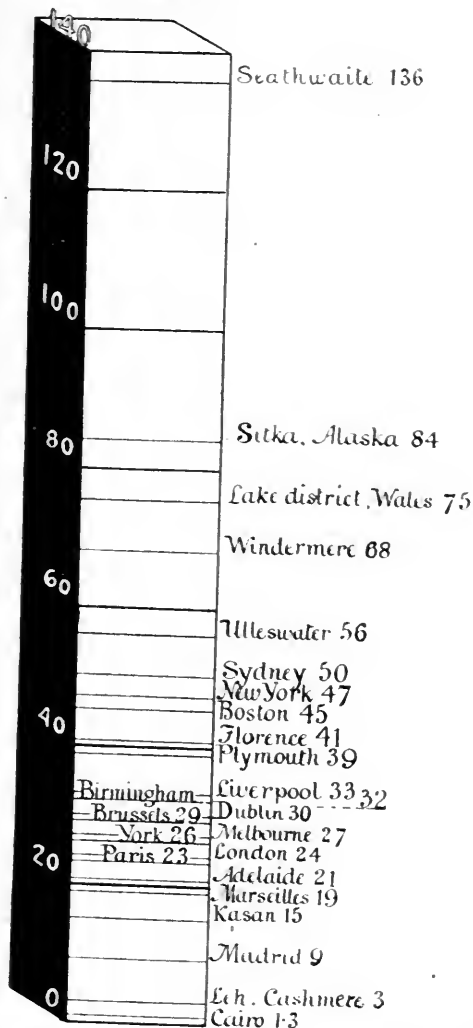 140
Seathwaite 136
120
100
80
Sitka, Alaska 84
Lake district, Wales 75
Windermere 68
60
Ulleswater 56
Sydney 50
New York 47
Boston 45
40
Florence 41
Plymouth 39
Birmingham Liverpool 33 32
Brussels 29 Dublin 30
York 26 Melbourne 27
20
Paris 23 London 24
Adelaide 21
Marseilles 19
Kasan 15
Madrid 9
0
Leh. Cashmere 3
Cairo 1·3